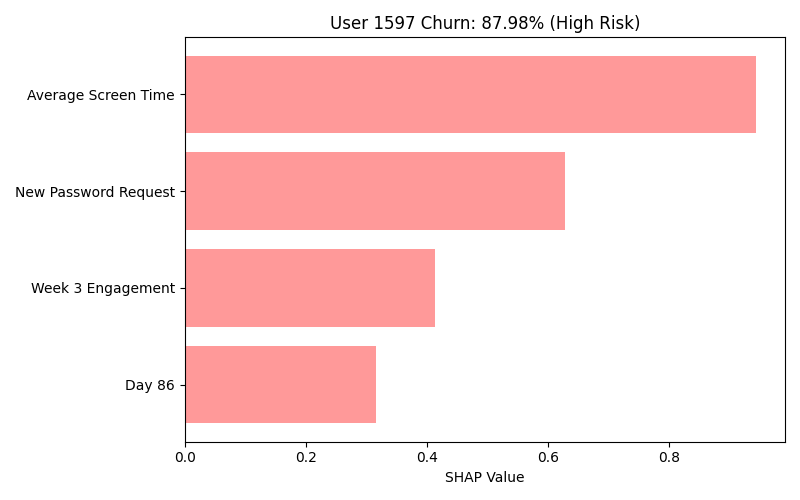 User 1597 Churn: 87.98% (High Risk)
Average Screen Time
New Password Request
Week 3 Engagement
Day 86
0.0 0.2 0.4 0.6 0.8
SHAP Value